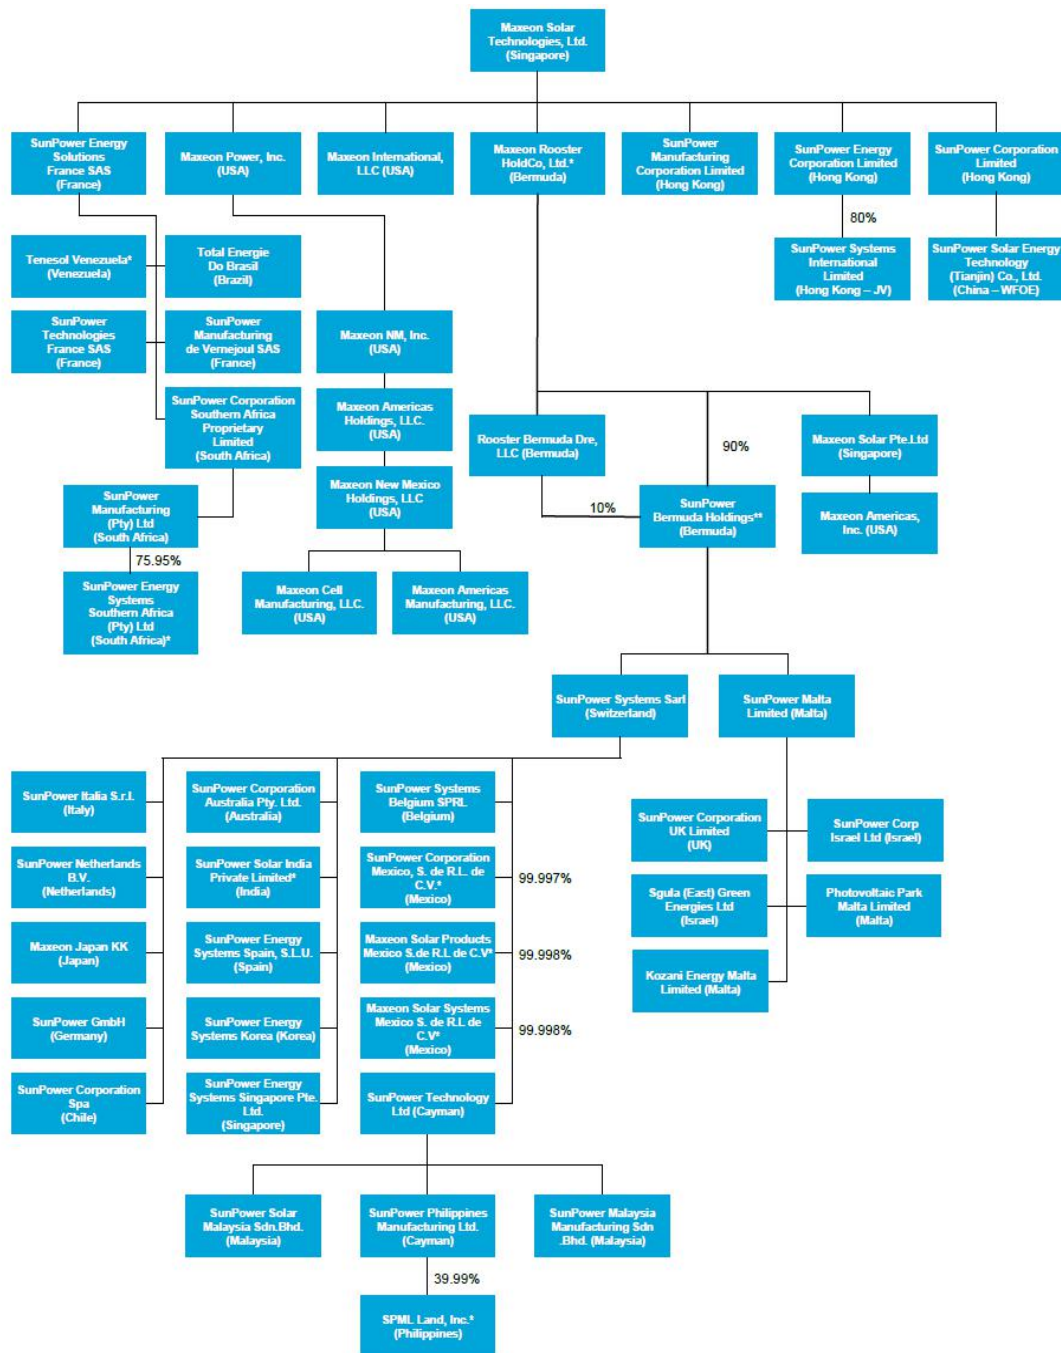 Maxeon Solar
Technologies, Ltd.
(Singapore)
SunPower Energy
Solutions
France SAS
(France)
Maxeon Power, Inc.
(USA)
Maxeon International,
LLC (USA)
Maxeon Rooster
HoldCo, Ltd.*
(Bermuda)
SunPower
Manufacturing
Corporation Limited
(Hong Kong)
SunPower Energy
Corporation Limited
(Hong Kong)
SunPower Corporation
Limited
(Hong Kong)
80%
Tenesol Venezuela*
(Venezuela)
Total Energie
Do Brasil
(Brazil)
SunPower Systems
International
Limited
(Hong Kong – JV)
SunPower Solar Energy
Technology
(Tianjin) Co., Ltd.
(China – WFOE)
SunPower
Technologies
France SAS
(France)
SunPower
Manufacturing
de Vernejoul SAS
(France)
Maxeon NM, Inc.
(USA)
SunPower Corporation
Southern Africa
Proprietary
Limited
(South Africa)
Maxeon Americas
Holdings, LLC.
(USA)
Rooster Bermuda Dre,
LLC (Bermuda)
90%
Maxeon Solar Pte.Ltd
(Singapore)
SunPower
Manufacturing
(Pty) Ltd
(South Africa)
Maxeon New Mexico
Holdings, LLC
(USA)
10%
SunPower
Bermuda Holdings**
(Bermuda)
Maxeon Americas,
Inc. (USA)
75.95%
SunPower Energy
Systems
Southern Africa
(Pty) Ltd
(South Africa)*
Maxeon Cell
Manufacturing, LLC.
(USA)
Maxeon Americas
Manufacturing, LLC.
(USA)
SunPower Systems Sarl
(Switzerland)
SunPower Malta
Limited (Malta)
SunPower Italia S.r.l.
(Italy)
SunPower Corporation
Australia Pty. Ltd.
(Australia)
SunPower Systems
Belgium SPRL
(Belgium)
SunPower Corporation
UK Limited
(UK)
SunPower Corp
Israel Ltd (Israel)
SunPower Netherlands
B.V.
(Netherlands)
SunPower Solar India
Private Limited*
(India)
SunPower Corporation
Mexico, S. de R.L. de
C.V.*
(Mexico)
99.997%
Sgula (East) Green
Energies Ltd
(Israel)
Photovoltaic Park
Malta Limited
(Malta)
Maxeon Japan KK
(Japan)
SunPower Energy
Systems Spain, S.L.U.
(Spain)
Maxeon Solar Products
Mexico S.de R.L de C.V*
(Mexico)
99.998%
Kozani Energy Malta
Limited (Malta)
SunPower GmbH
(Germany)
SunPower Energy
Systems Korea (Korea)
Maxeon Solar Systems
Mexico S. de R.L de
C.V*
(Mexico)
99.998%
SunPower Corporation
Spa
(Chile)
SunPower Energy
Systems Singapore Pte.
Ltd.
(Singapore)
SunPower Technology
Ltd (Cayman)
SunPower Solar
Malaysia Sdn.Bhd.
(Malaysia)
SunPower Philippines
Manufacturing Ltd.
(Cayman)
SunPower Malaysia
Manufacturing Sdn
.Bhd. (Malaysia)
39.99%
SPML Land, Inc.*
(Philippines)